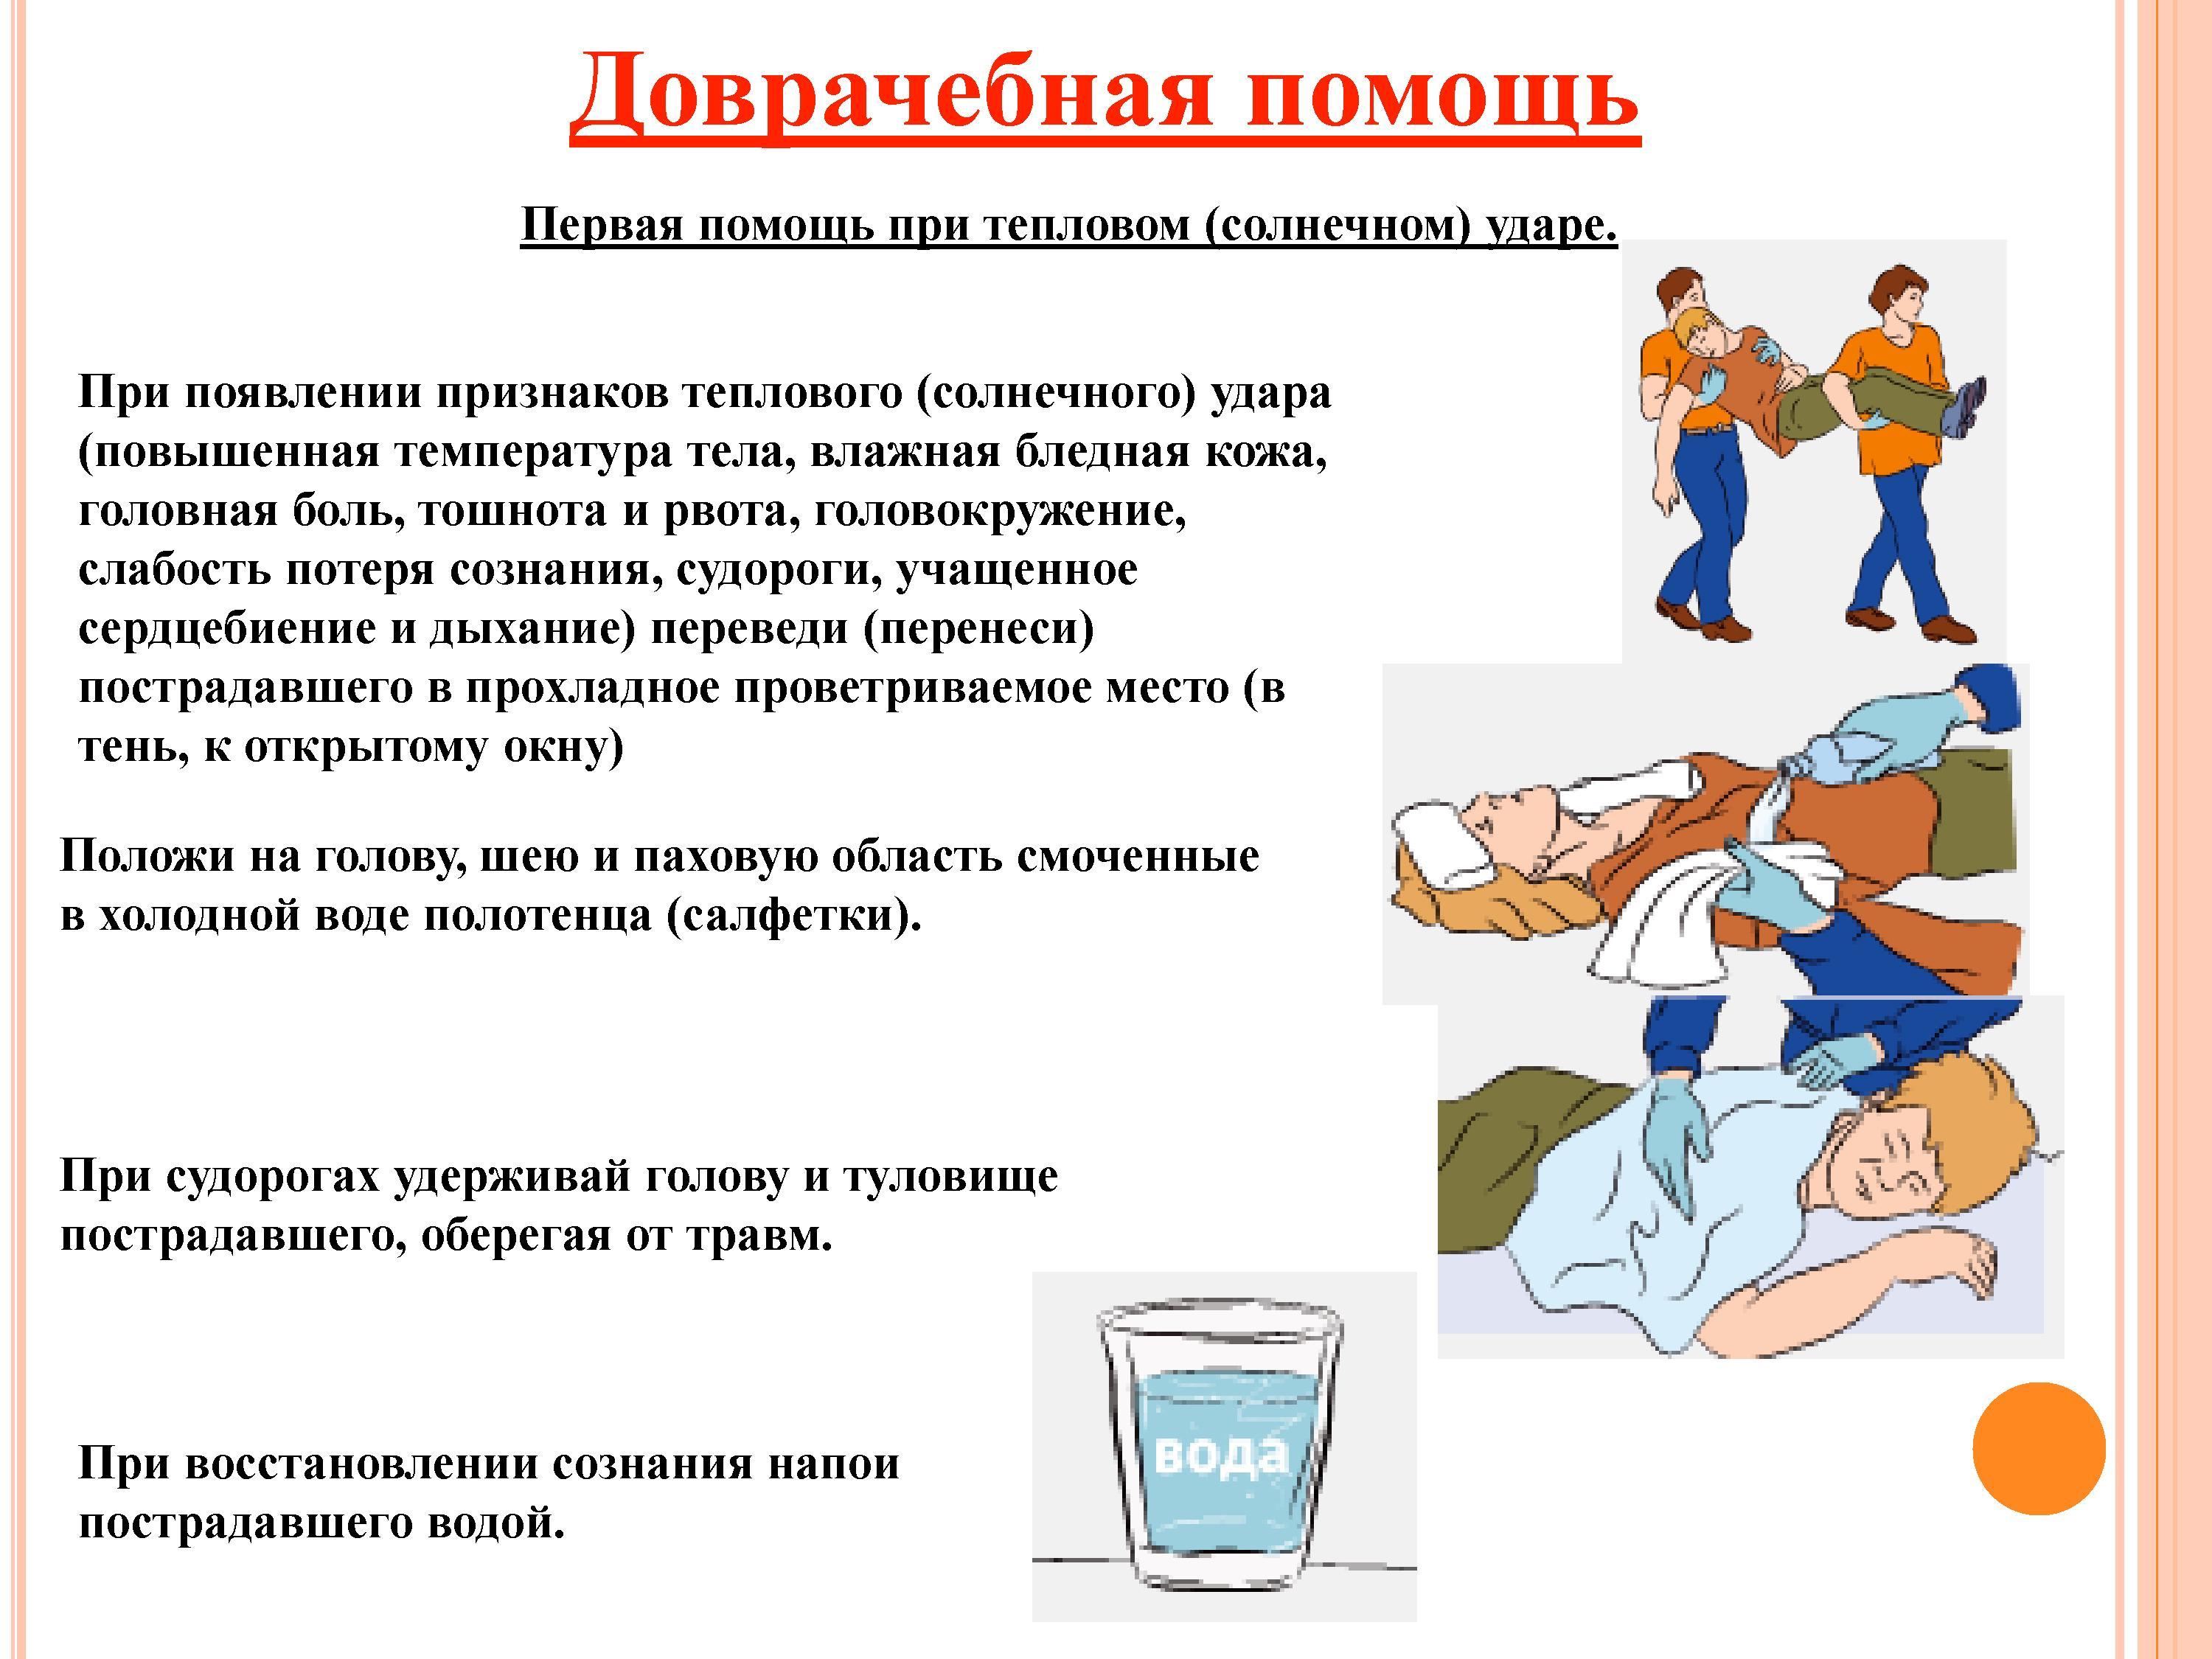 Доврачебная помощь
Первая помощь при тепловом (солнечном) ударе.
При появлении признаков теплового (солнечного) удара
(повышенная температура тела, влажная бледная кожа,
головная боль, тошнота и рвота, головокружение,
слабость потеря сознания, судороги, учащенное
сердцебиение и дыхание) переведи (перенеси)
пострадавшего в прохладное проветриваемое место (в
тень, к открытому окну)
Положи на голову, шею и паховую область смоченные
в холодной воде полотенца (салфетки).
При судорогах удерживай голову и туловище
пострадавшего, оберегая от травм.
При восстановлении сознания напои
пострадавшего водой.
вода